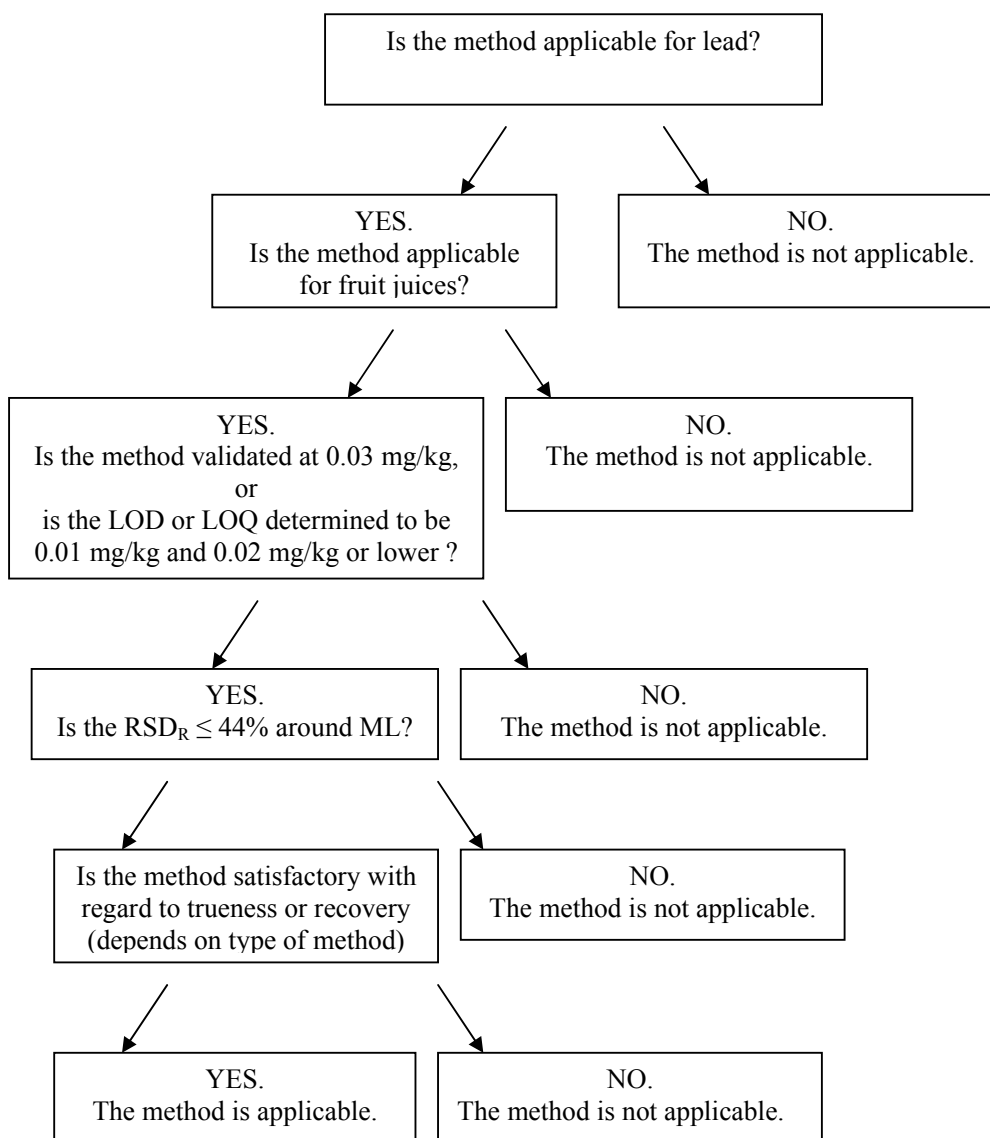 Is the method applicable for lead?
YES.
Is the method applicable
for fruit juices?
NO.
The method is not applicable.
YES.
Is the method validated at 0.03 mg/kg,
or
is the LOD or LOQ determined to be
0.01 mg/kg and 0.02 mg/kg or lower ?
NO.
The method is not applicable.
YES.
Is the RSD_R ≤ 44% around ML?
NO.
The method is not applicable.
Is the method satisfactory with
regard to trueness or recovery
(depends on type of method)
NO.
The method is not applicable.
YES.
The method is applicable.
NO.
The method is not applicable.